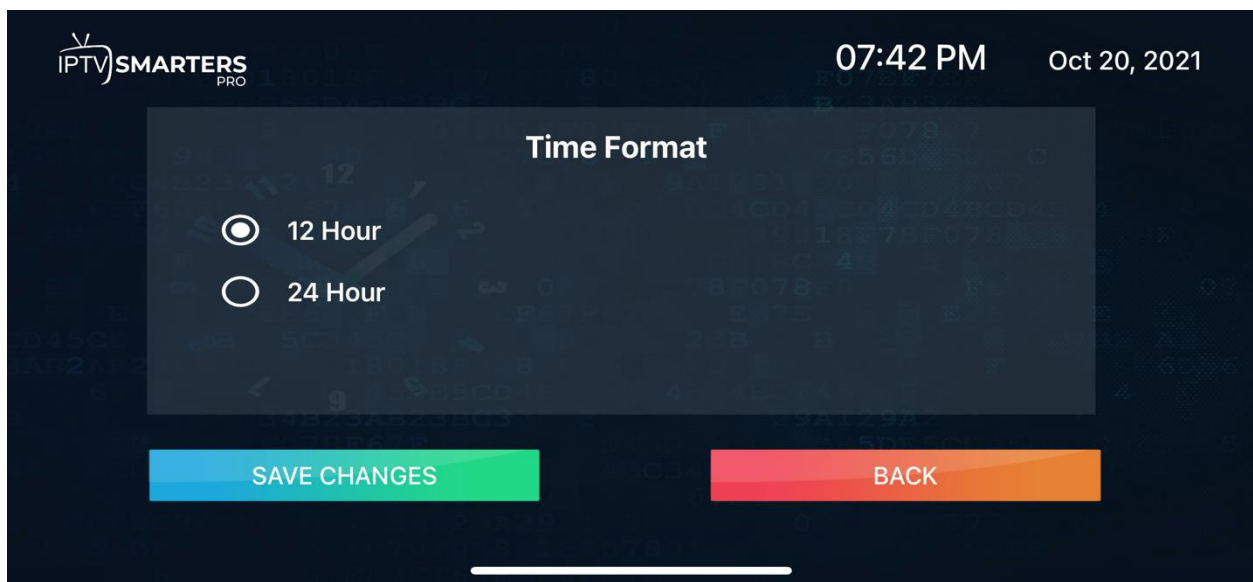 IPTV SMARTERS
PRO
07:42 PM
Oct 20, 2021
Time Format
12 Hour
24 Hour
SAVE CHANGES
BACK